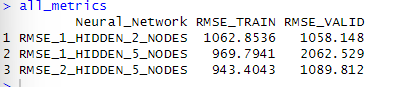 > all_metrics
Neural_Network RMSE_TRAIN RMSE_VALID
1 RMSE_1_HIDDEN_2_NODES 1062.8536 1058.148
2 RMSE_1_HIDDEN_5_NODES 969.7941 2062.529
3 RMSE_2_HIDDEN_5_NODES 943.4043 1089.812
>